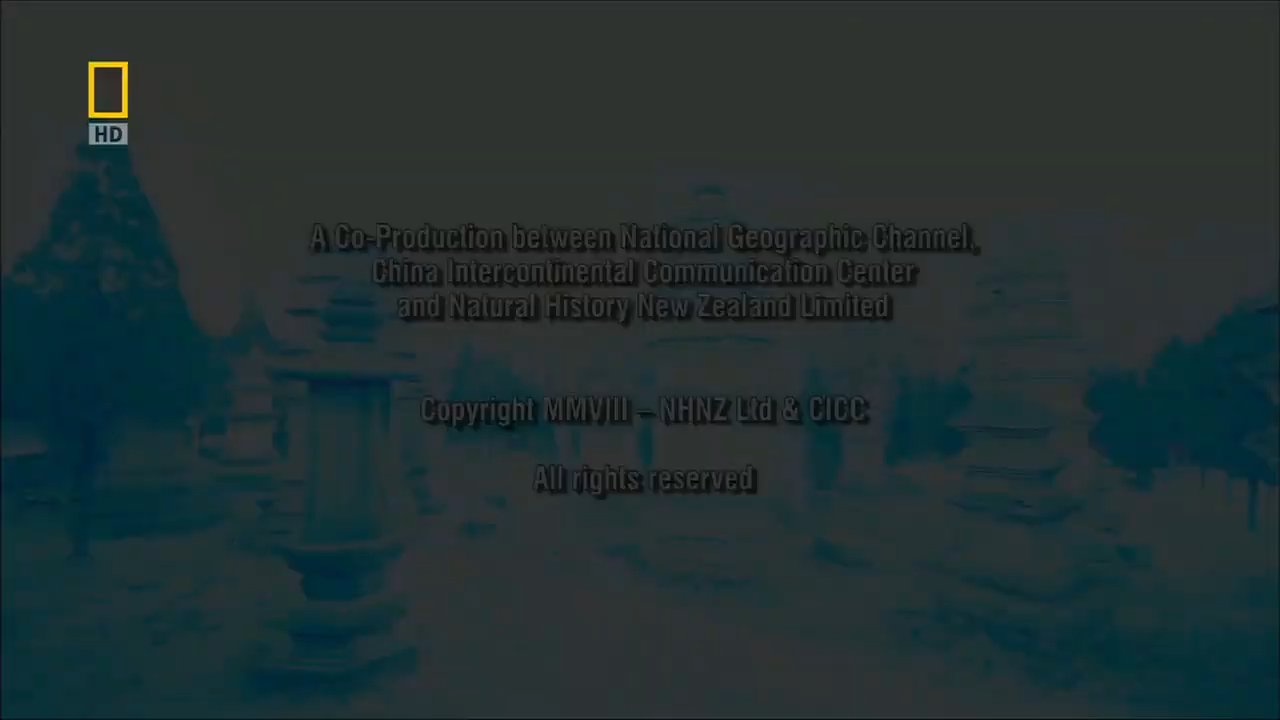 HD
A Co-Production between National Geographic Channel,
China Intercontinental Communication Center
and Natural History New Zealand Limited
Copyright MMVIII – NHNZ Ltd & CICC
All rights reserved